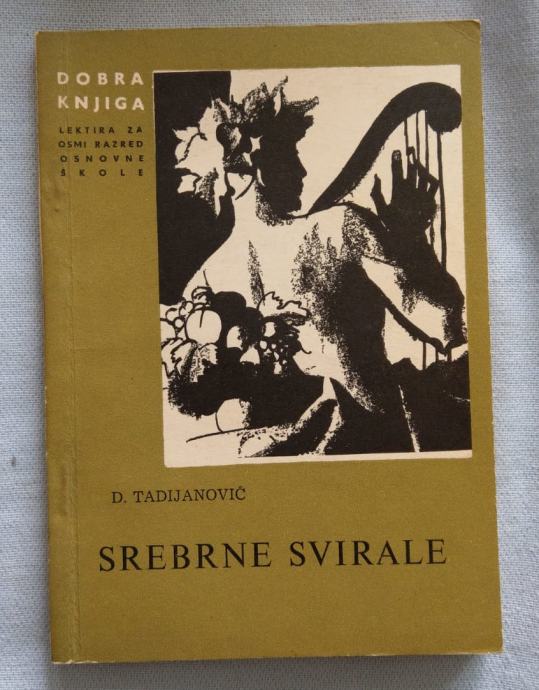 DOBRA
KNJIGA
LEKTIRA ZA
OSMI RAZRED
OSNOVNE
ŠKOLE
D. TADIJANOVIĆ
SREBRNE SVIRALE